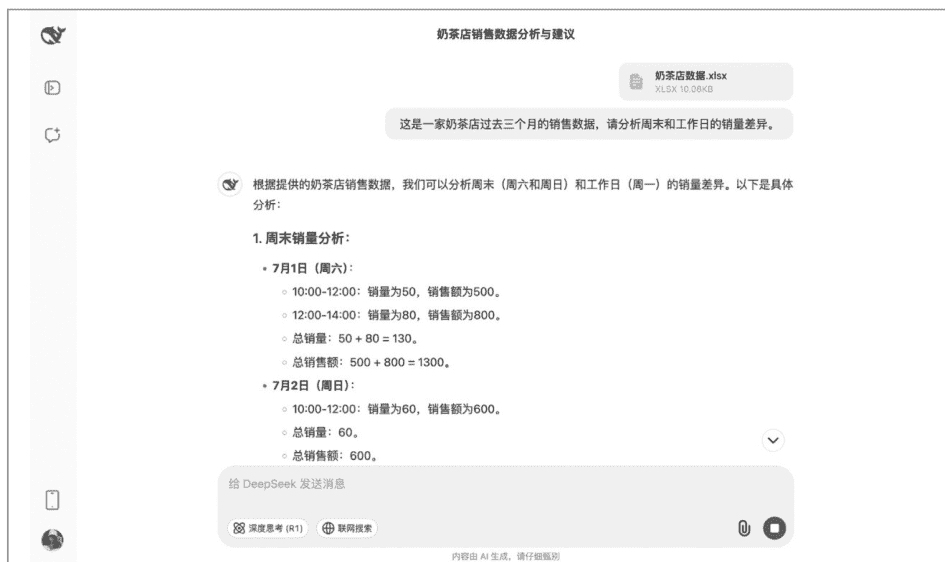 奶茶店销售数据分析与建议
奶茶店数据.xlsx
XLSX 10.06KB
这是一家奶茶店过去三个月的销售数据，请分析周末和工作日的销量差异。
根据提供的奶茶店销售数据，我们可以分析周末（周六和周日）和工作日（周一）的销量差异。以下是具体
分析：
1. 周末销量分析：
• 7月1日（周六）：
◦ 10:00-12:00：销量为50，销售额为500。
◦ 12:00-14:00：销量为80，销售额为800。
◦ 总销量：50 + 80 = 130。
◦ 总销售额：500 + 800 = 1300。
• 7月2日（周日）：
◦ 10:00-12:00：销量为60，销售额为600。
◦ 总销量：60。
◦ 总销售额：600。
给 DeepSeek 发送消息
深度思考 (R1) 联网搜索
内容由 AI 生成，请仔细甄别